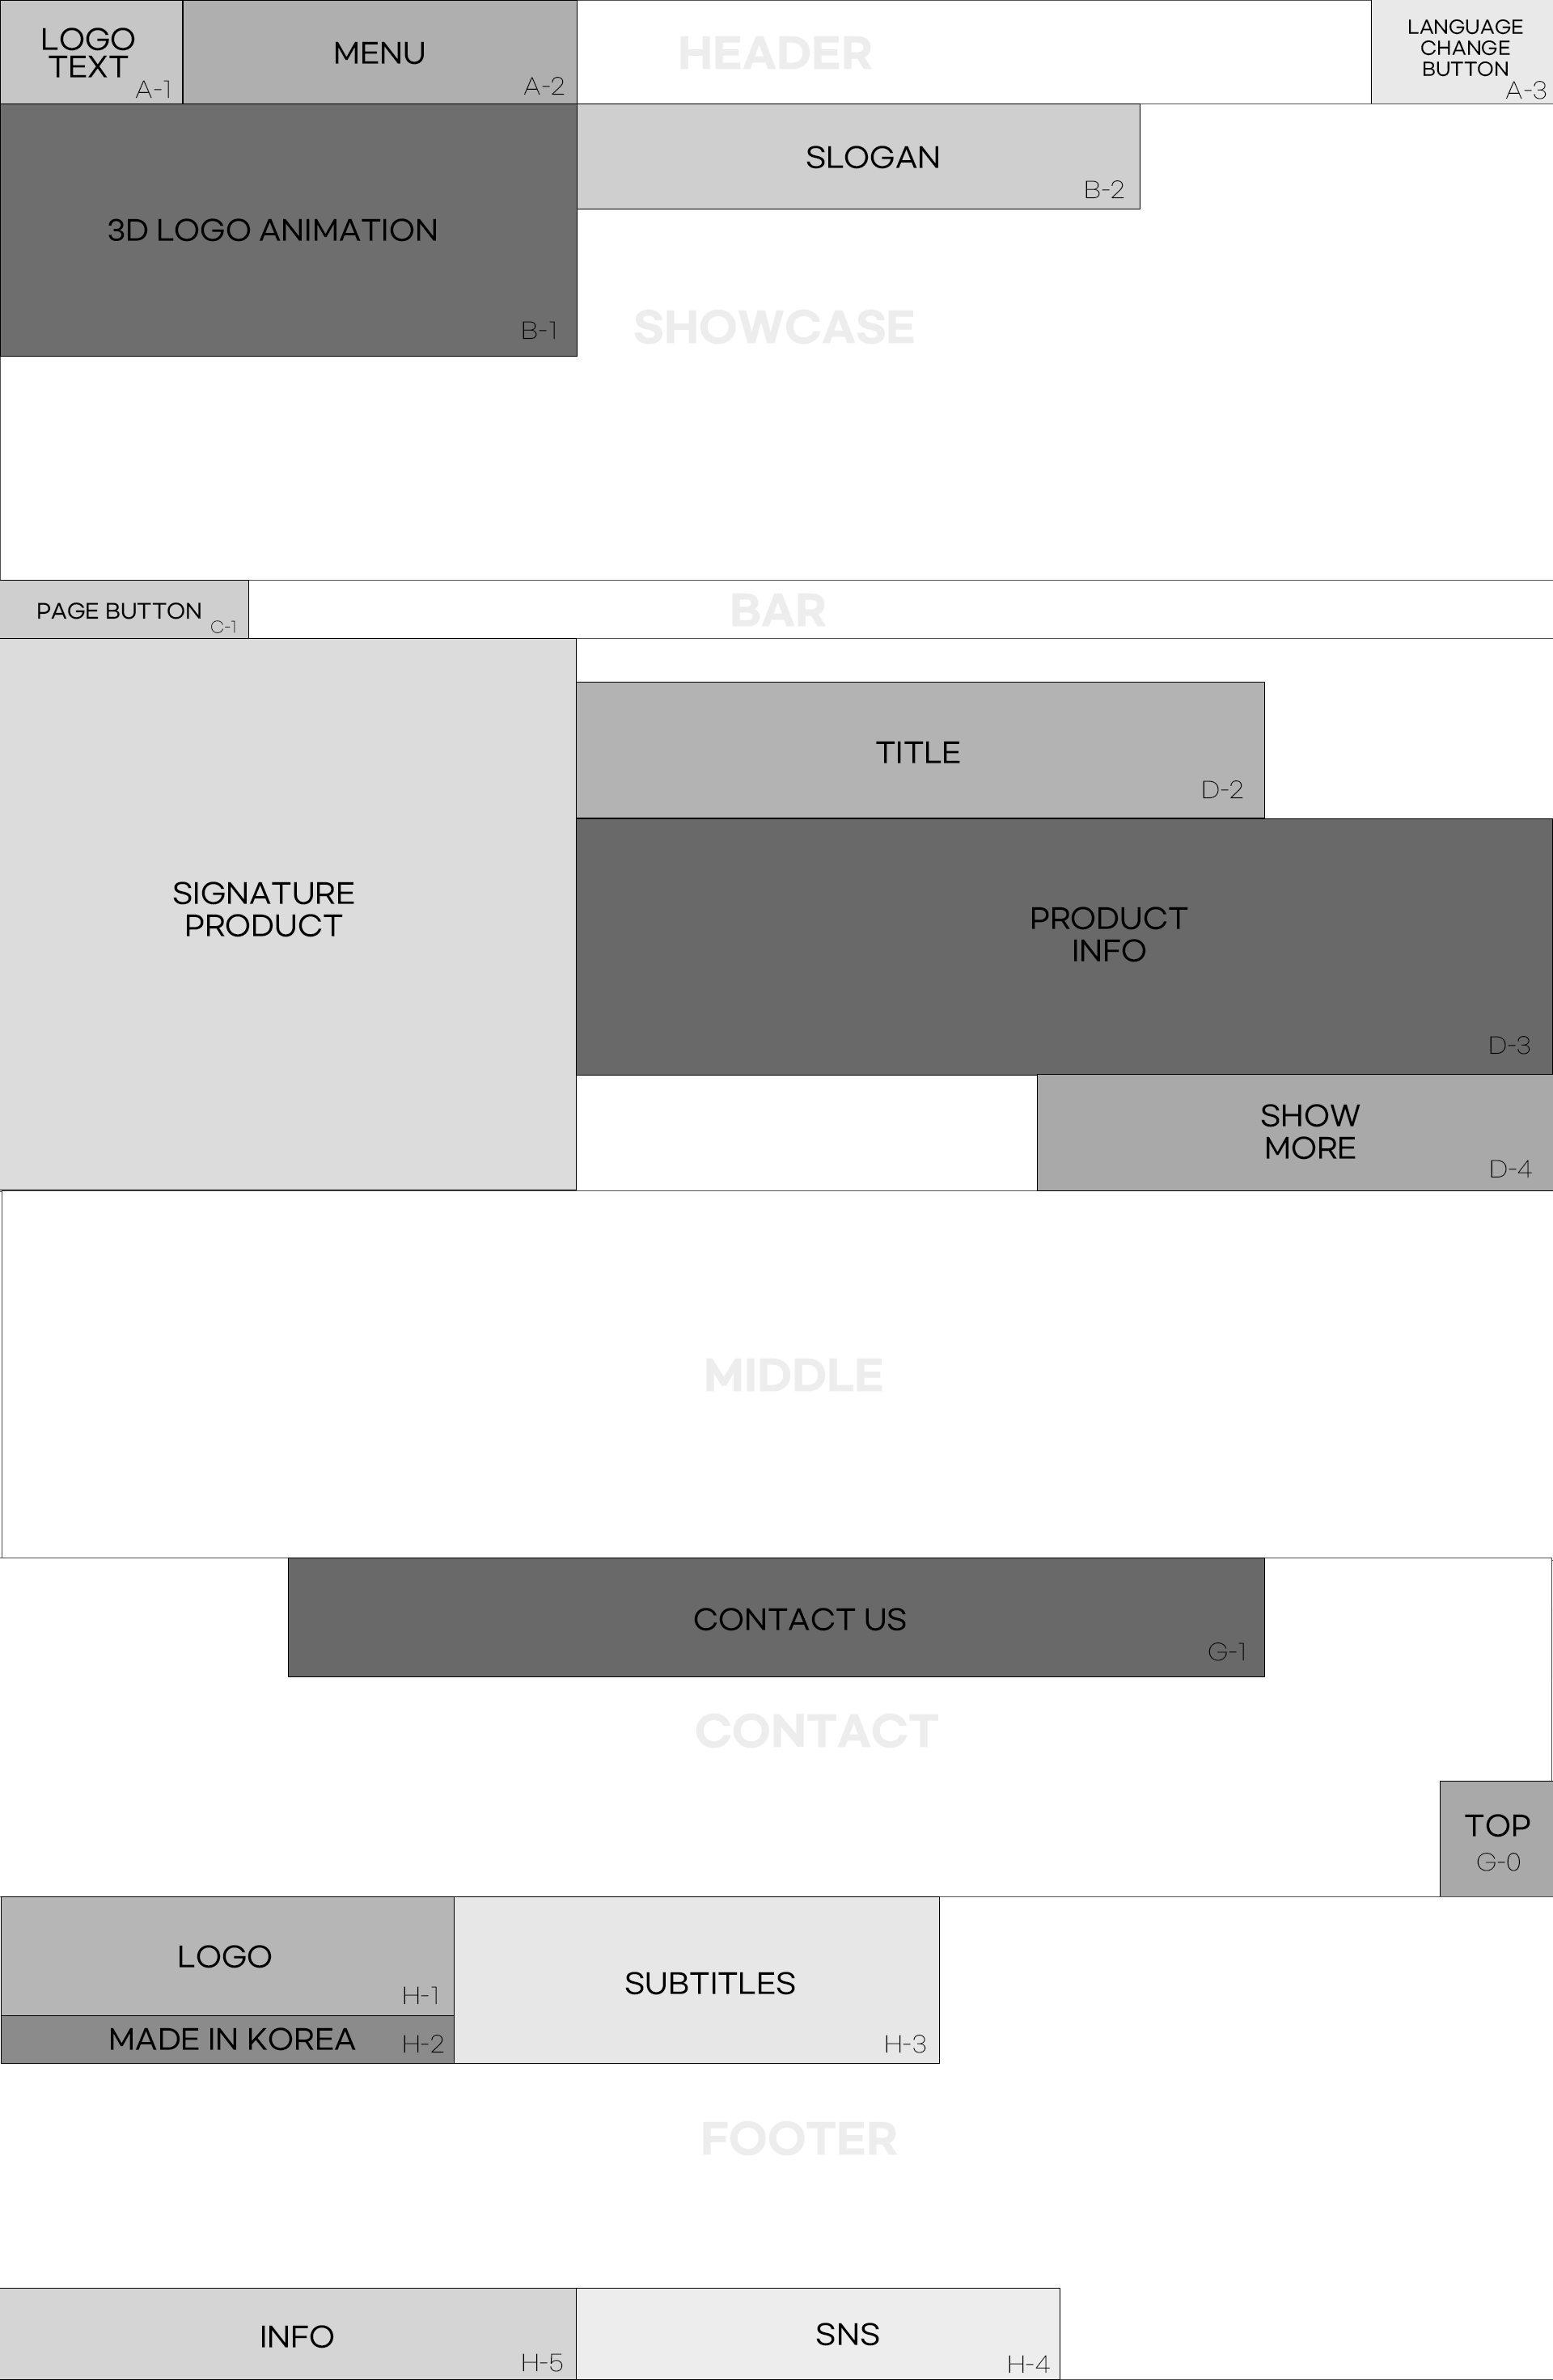 LOGO
TEXT
A-1
MENU
A-2
HEADER
LANGUAGE
CHANGE
BUTTON
A-3
3D LOGO ANIMATION
B-1
SLOGAN
B-2
SHOWCASE
PAGE BUTTON
C-1
BAR
SIGNATURE
PRODUCT
TITLE
D-2
PRODUCT
INFO
D-3
SHOW
MORE
D-4
MIDDLE
CONTACT US
G-1
CONTACT
TOP
G-0
LOGO
H-1
MADE IN KOREA
H-2
SUBTITLES
H-3
FOOTER
INFO
H-5
SNS
H-4